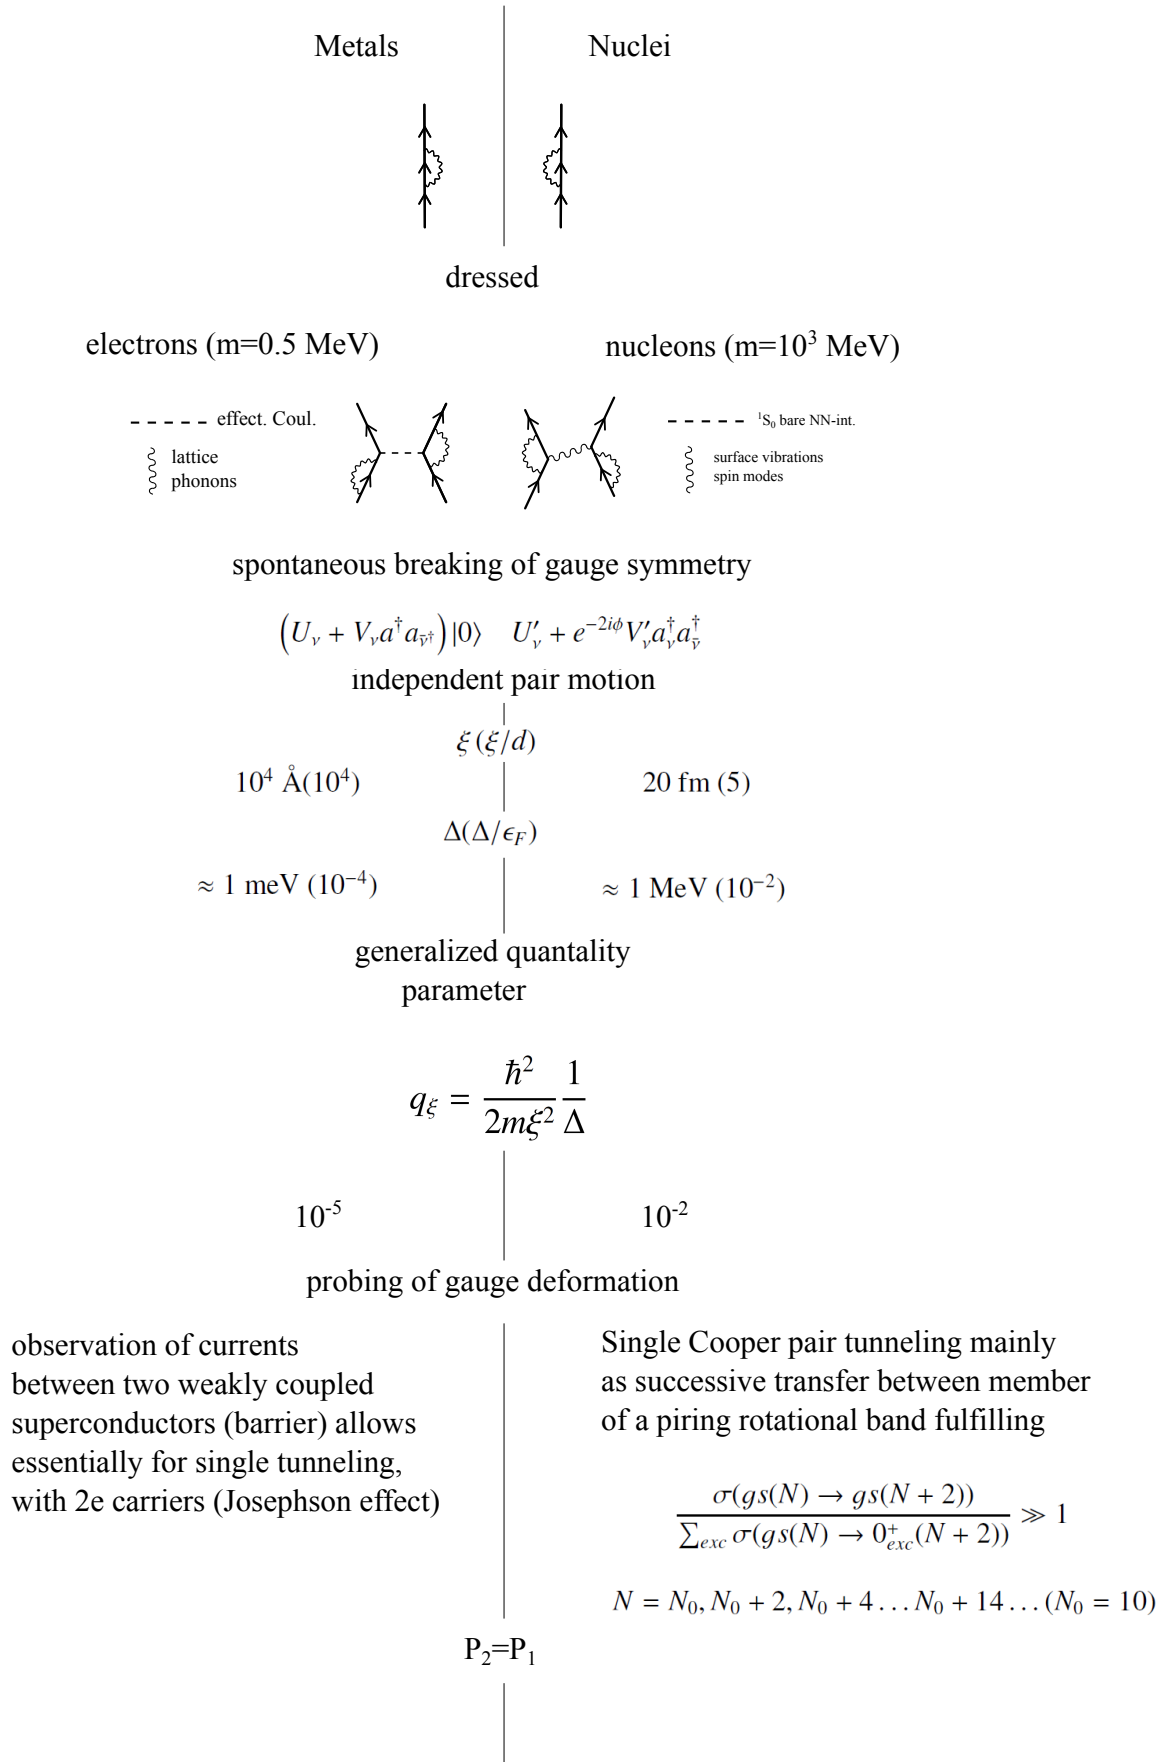 Metals
Nuclei
dressed
electrons (m=0.5 MeV)
nucleons (m=10³ MeV)
effect. Coul.
lattice
phonons
¹S₀ bare NN-int.
surface vibrations
spin modes
spontaneous breaking of gauge symmetry
(U_ν + V_ν a† a_ν̄†) |0⟩ U′_ν + e^{−2iϕ} V′_ν a†_ν a†_ν̄
independent pair motion
ξ (ξ/d)
10⁴ Å(10⁴)
20 fm (5)
Δ(Δ/ϵ_F)
≈ 1 meV (10⁻⁴)
≈ 1 MeV (10⁻²)
generalized quantality
parameter
q_ξ = ħ²/2mξ² 1/Δ
10⁻⁵
10⁻²
probing of gauge deformation
observation of currents
between two weakly coupled
superconductors (barrier) allows
essentially for single tunneling,
with 2e carriers (Josephson effect)
Single Cooper pair tunneling mainly
as successive transfer between member
of a piring rotational band fulfilling
σ(gs(N) → gs(N + 2))
∑_exc σ(gs(N) → 0⁺_exc(N + 2)) ≫ 1
N = N₀, N₀ + 2, N₀ + 4 … N₀ + 14 … (N₀ = 10)
P₂=P₁